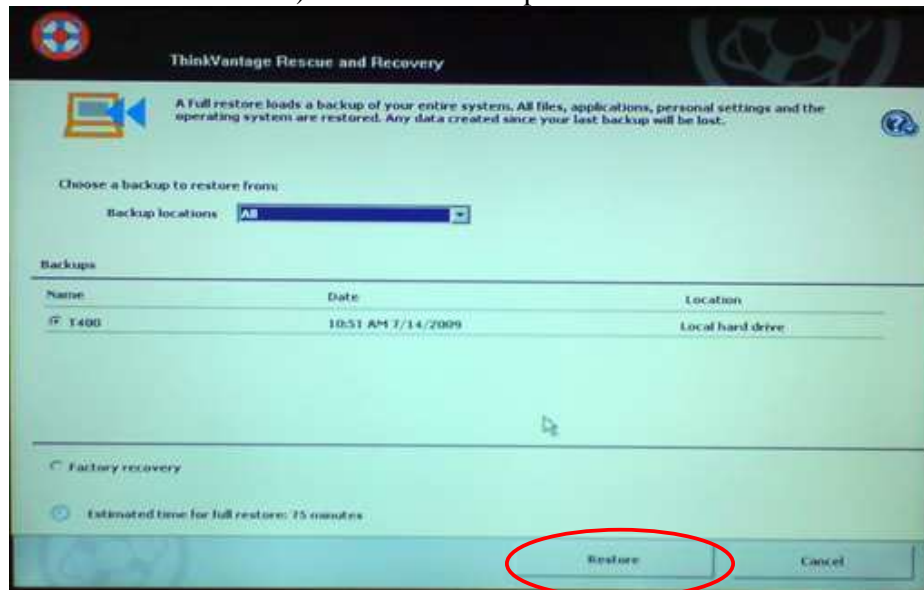 ThinkVantage Rescue and Recovery
A Full restore loads a backup of your entire system. All files, applications, personal settings and the
operating system are restored. Any data created since your last backup will be lost.
Choose a backup to restore from:
Backup locations All
Backups
Name Date Location
T400 10:51 AM 7/14/2009 Local hard drive
Factory recovery
Estimated time for full restore: 75 minutes
Restore Cancel